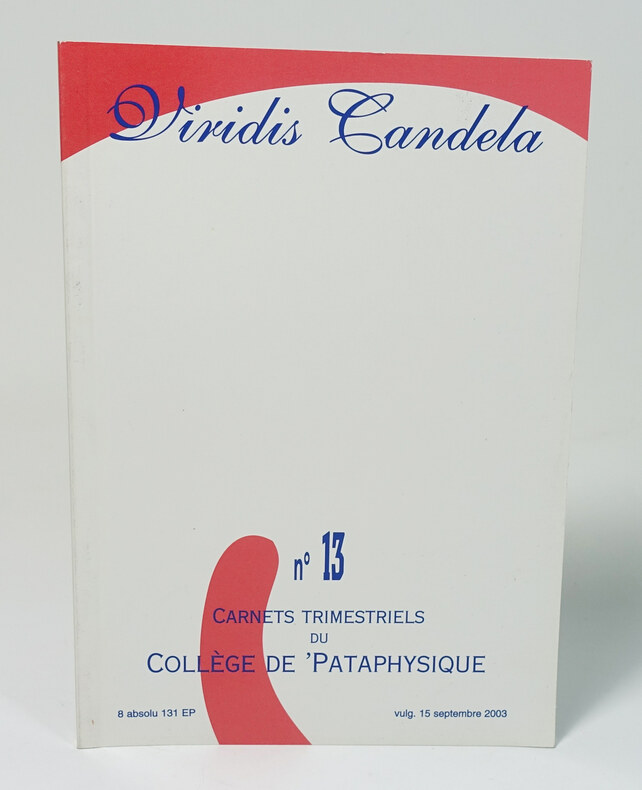 Viridis Candela
n° 13
Carnets trimestriels
du
Collège de ’Pataphysique
8 absolu 131 EP
vulg. 15 septembre 2003